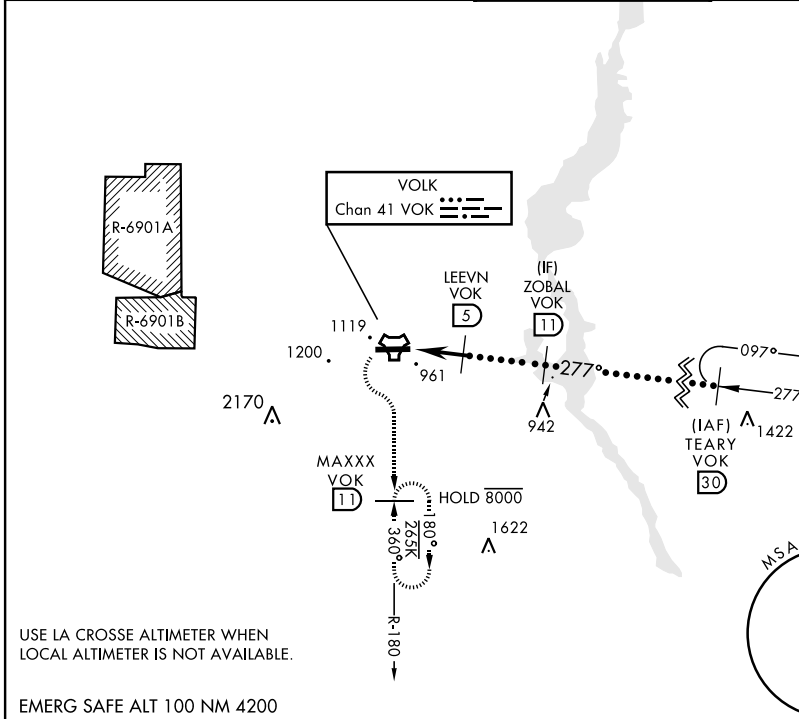 VOLK
Chan 41 VOK
R-6901A
R-6901B
LEEVN
VOK
5
(IF)
ZOBAL
VOK
11
1119
1200
961
277°
097°
277
2170
942
(IAF)
TEARY
VOK
30
1422
MAXXX
VOK
11
HOLD 8000
180°
265K
360°
1622
R-180
MSA
USE LA CROSSE ALTIMETER WHEN
LOCAL ALTIMETER IS NOT AVAILABLE.
EMERG SAFE ALT 100 NM 4200